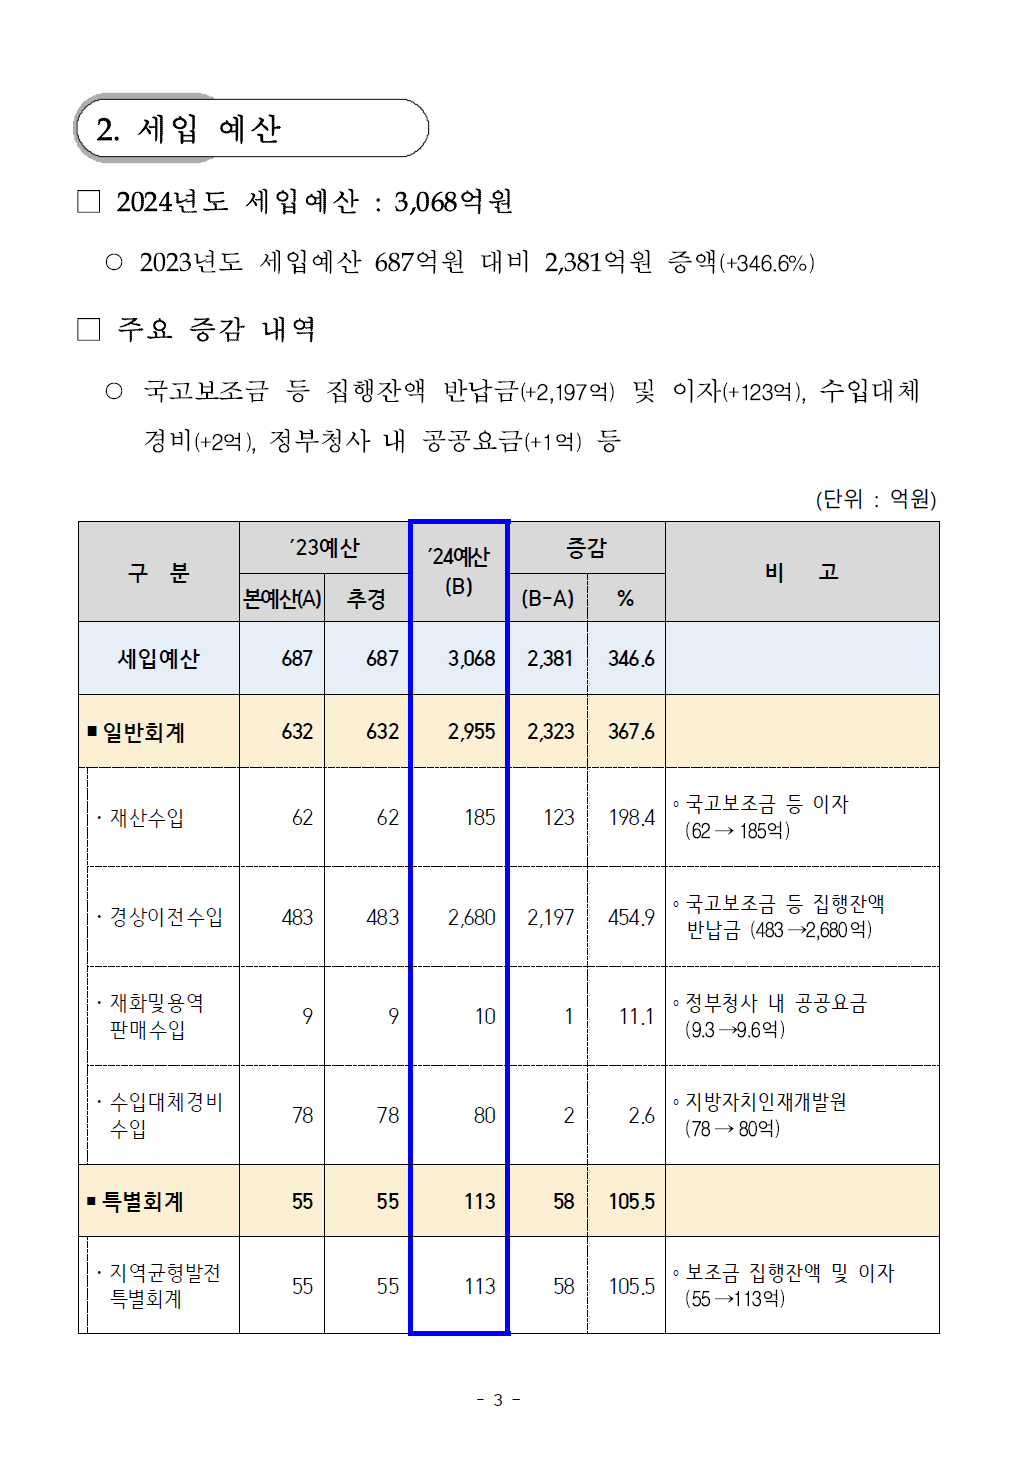 2. 세입 예산
□ 2024년도 세입예산 : 3,068억원
○ 2023년도 세입예산 687억원 대비 2,381억원 증액(+346.6%)
□ 주요 증감 내역
○ 국고보조금 등 집행잔액 반납금(+2,197억) 및 이자(+123억), 수입대체
경비(+2억), 정부청사 내 공공요금(+1억) 등
(단위 : 억원)
구 분 ´23예산 ´24예산 (B) 증감 비 고
본예산(A) 추경 (B-A) %
세입예산 687 687 3,068 2,381 346.6
■ 일반회계 632 632 2,955 2,323 367.6
· 재산수입 62 62 185 123 198.4 ◦국고보조금 등 이자
(62→ 185억)
· 경상이전수입 483 483 2,680 2,197 454.9 ◦국고보조금 등 집행잔액
반납금 (483→2,680억)
· 재화및용역
판매수입 9 9 10 1 11.1 ◦정부청사 내 공공요금
(9.3→9.6억)
· 수입대체경비
수입 78 78 80 2 2.6 ◦지방자치인재개발원
(78→ 80억)
■ 특별회계 55 55 113 58 105.5
· 지역균형발전
특별회계 55 55 113 58 105.5 ◦보조금 집행잔액 및 이자
(55→113억)
- 3 -